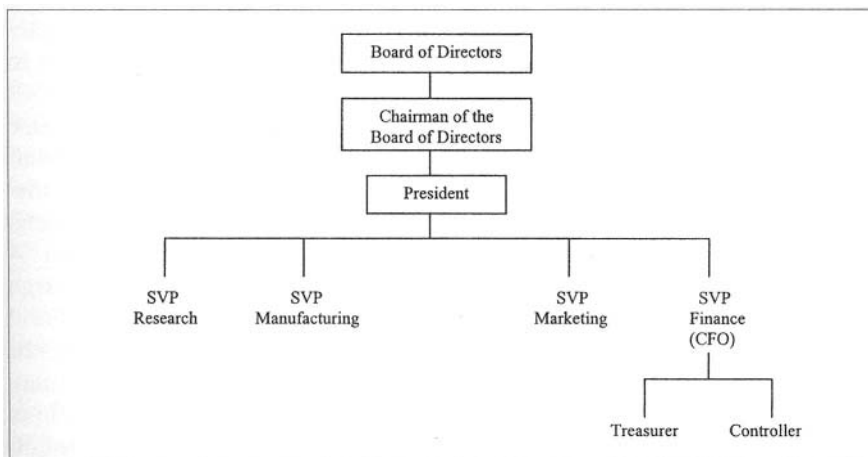 Board of Directors
Chairman of the
Board of Directors
President
SVP
Research
SVP
Manufacturing
SVP
Marketing
SVP
Finance
(CFO)
Treasurer
Controller